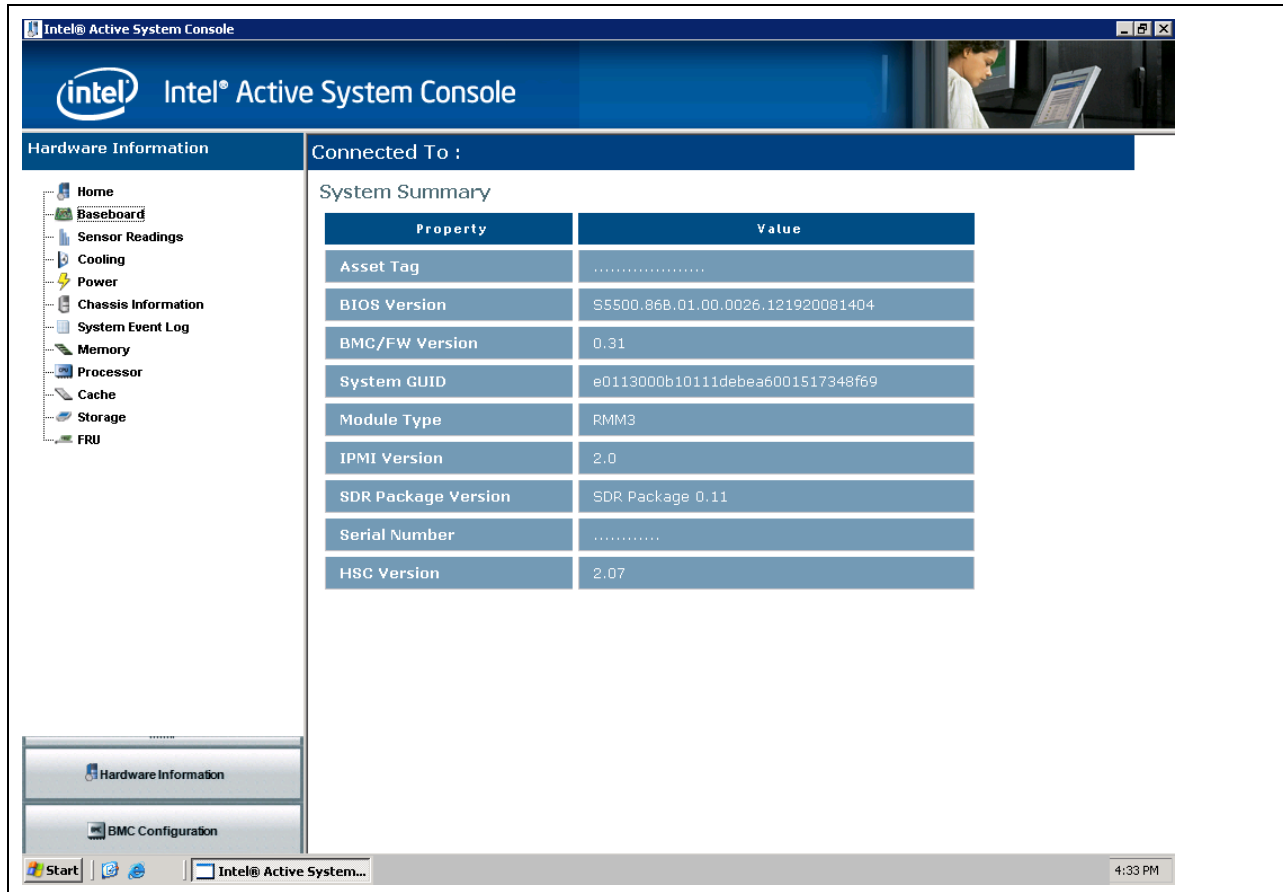 Intel® Active System Console
intel® Intel® Active System Console
Hardware Information
Connected To :
Home
Baseboard
Sensor Readings
Cooling
Power
Chassis Information
System Event Log
Memory
Processor
Cache
Storage
FRU
System Summary
Property Value
Asset Tag ....................
BIOS Version S5500.86B.01.00.0026.121920081404
BMC/FW Version 0.31
System GUID e0113000b10111debea6001517348f69
Module Type RMM3
IPMI Version 2.0
SDR Package Version SDR Package 0.11
Serial Number ............
HSC Version 2.07
Hardware Information
BMC Configuration
Start Intel® Active System... 4:33 PM